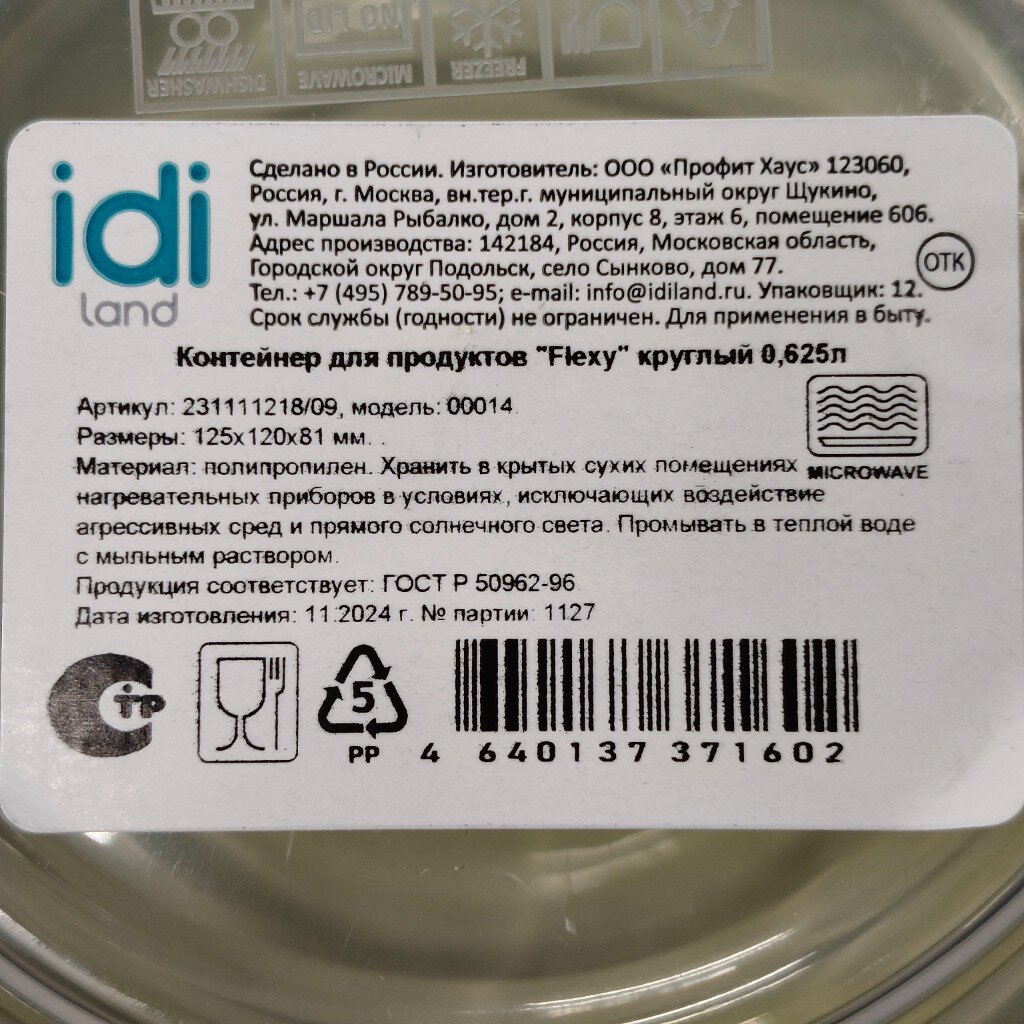 DISHWASHER
MICROWAVE
NO LID
FREEZER
idi
land
Сделано в России. Изготовитель: ООО «Профит Хаус» 123060,
Россия, г. Москва, вн.тер.г. муниципальный округ Щукино,
ул. Маршала Рыбалко, дом 2, корпус 8, этаж 6, помещение 606.
Адрес производства: 142184, Россия, Московская область,
Городской округ Подольск, село Сынково, дом 77.
Тел.: +7 (495) 789-50-95; e-mail: info@idiland.ru. Упаковщик: 12.
Срок службы (годности) не ограничен. Для применения в быту.
ОТК
Контейнер для продуктов "Flexy" круглый 0,625л
Артикул: 231111218/09, модель: 00014.
Размеры: 125х120х81 мм. .
Материал: полипропилен. Хранить в крытых сухих помещениях
нагревательных приборов в условиях, исключающих воздействие
агрессивных сред и прямого солнечного света. Промывать в теплой воде
с мыльным раствором.
MICROWAVE
Продукция соответствует: ГОСТ Р 50962-96.
Дата изготовления: 11.2024 г. № партии: 1127
5
PP
4 640137 371602